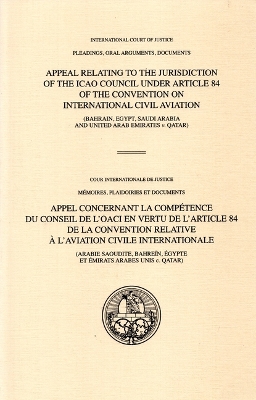 INTERNATIONAL COURT OF JUSTICE
PLEADINGS, ORAL ARGUMENTS, DOCUMENTS
APPEAL RELATING TO THE JURISDICTION
OF THE ICAO COUNCIL UNDER ARTICLE 84
OF THE CONVENTION ON
INTERNATIONAL CIVIL AVIATION
(BAHRAIN, EGYPT, SAUDI ARABIA
AND UNITED ARAB EMIRATES v. QATAR)
COUR INTERNATIONALE DE JUSTICE
MÉMOIRES, PLAIDOIRIES ET DOCUMENTS
APPEL CONCERNANT LA COMPÉTENCE
DU CONSEIL DE L'OACI EN VERTU DE L'ARTICLE 84
DE LA CONVENTION RELATIVE
À L'AVIATION CIVILE INTERNATIONALE
(ARABIE SAOUDITE, BAHREÏN, ÉGYPTE
ET ÉMIRATS ARABES UNIS c. QATAR)